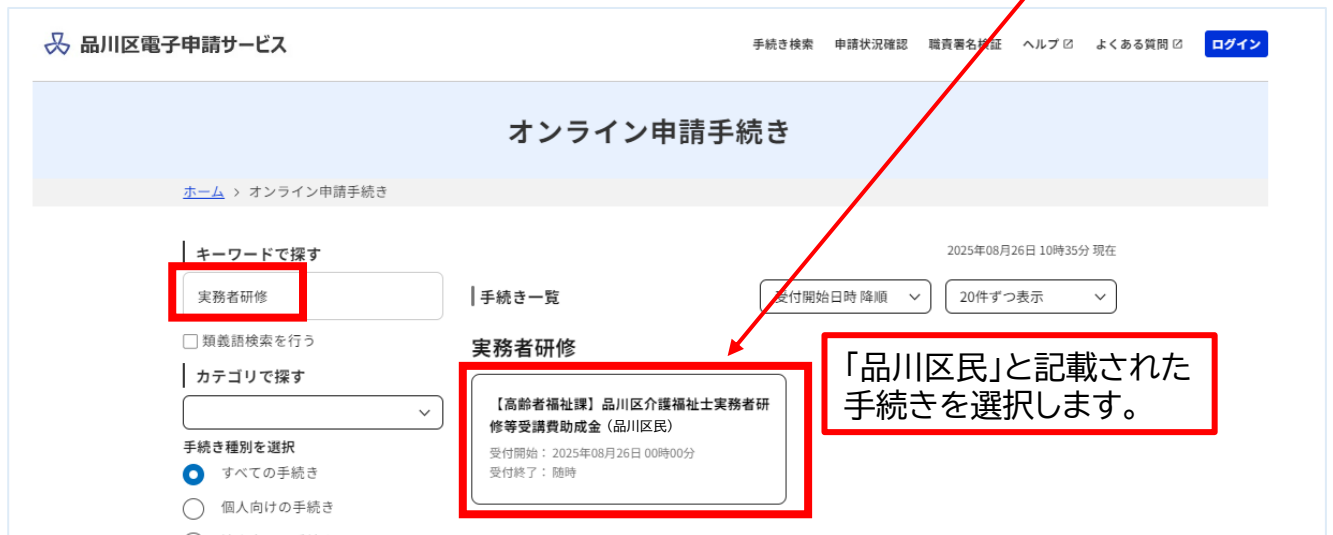 品川区電子申請サービス
手続き検索 申請状況確認 職責署名検証 ヘルプ よくある質問 ログイン
オンライン申請手続き
ホーム > オンライン申請手続き
キーワードで探す
2025年08月26日 10時35分 現在
実務者研修
手続き一覧
受付開始日時 降順
20件ずつ表示
類義語検索を行う
実務者研修
「品川区民」と記載された
手続きを選択します。
カテゴリで探す
【高齢者福祉課】品川区介護福祉士実務者研
修等受講費助成金（品川区民）
受付開始： 2025年08月26日 00時00分
受付終了： 随時
手続き種別を選択
すべての手続き
個人向けの手続き